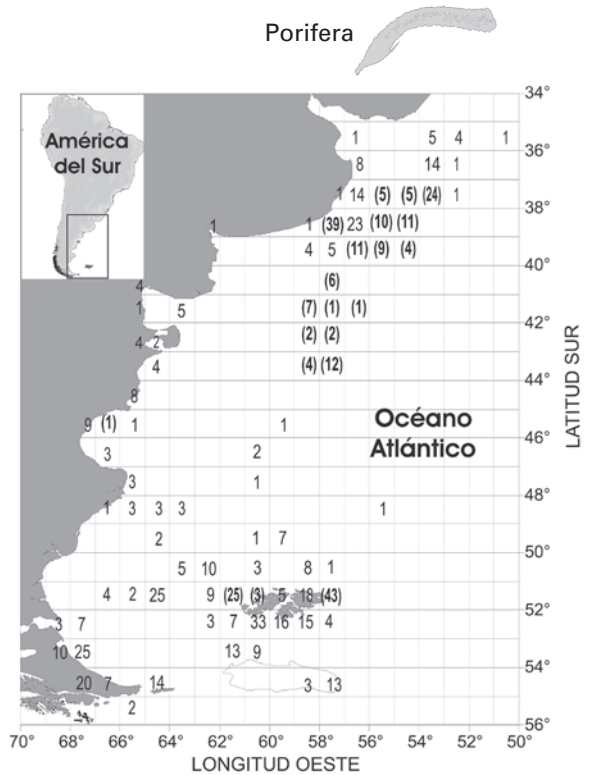 Porifera
América
del Sur
34°
1 5 4 1
36°
8 14 1
1 14 (5) (5) (24) 1
38°
1 1 (39) 23 (10) (11)
4 5 (11) (9) (4)
40°
(6)
4
1 5 (7) (1) (1)
42°
4 2 (2) (2)
4 (4) (12)
44°
8
9 (1) 1 1
Océano
Atlántico
46°
3 2
3 1
48°
1 3 3 3 1
2 1 7
50°
5 10 3 8 1
4 2 25 9 (25) (3) 5 18 (43)
52°
3 7 3 7 33 16 15 4
10 25 13 9
54°
20 7 14 3 13
2
56°
LATITUD SUR
70° 68° 66° 64° 62° 60° 56° 54° 52° 50°
LONGITUD OESTE